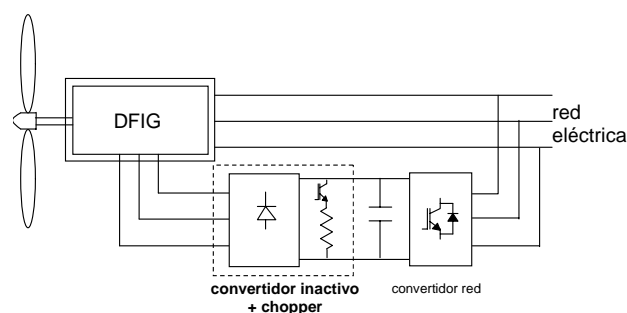 DFIG
red
eléctrica
convertidor inactivo
+ chopper
convertidor red